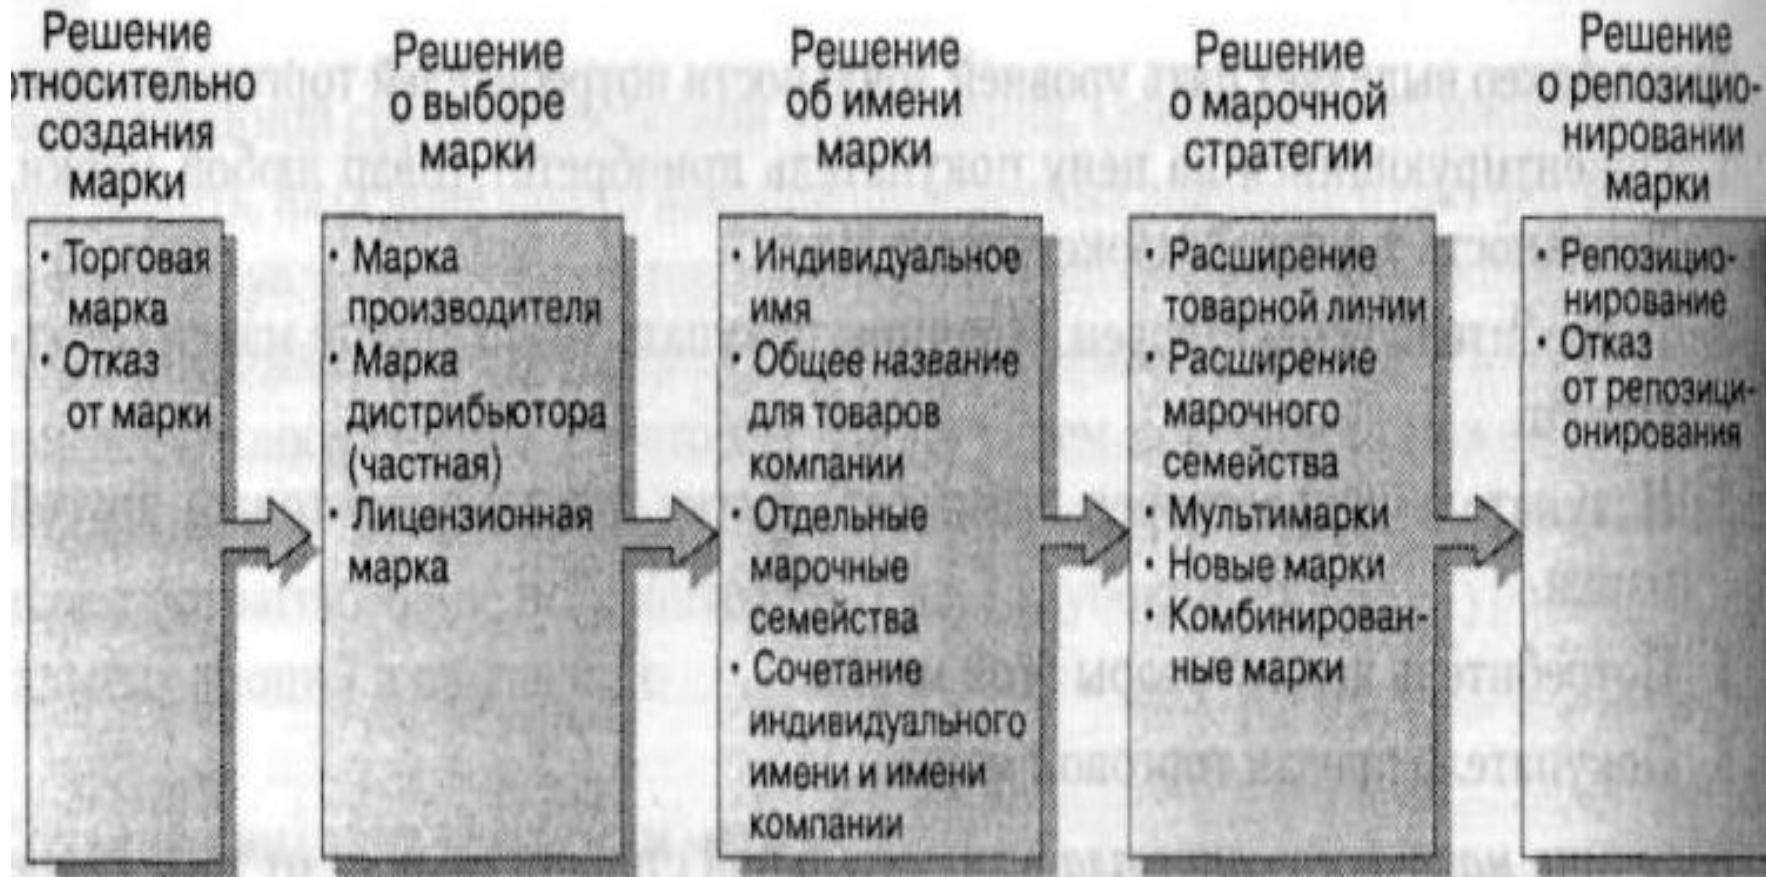 Решение
относительно
создания
марки
• Торговая
марка
• Отказ
от марки
Решение
о выборе
марки
• Марка
производителя
• Марка
дистрибьютора
(частная)
• Лицензионная
марка
Решение
об имени
марки
• Индивидуальное
имя
• Общее название
для товаров
компании
• Отдельные
марочные
семейства
• Сочетание
индивидуального
имени и имени
компании
Решение
о марочной
стратегии
• Расширение
товарной линии
• Расширение
марочного
семейства
• Мультимарки
• Новые марки
• Комбинирован-
ные марки
Решение
о репозицио-
нировании
марки
• Репозицио-
нирование
• Отказ
от репозици-
онирования